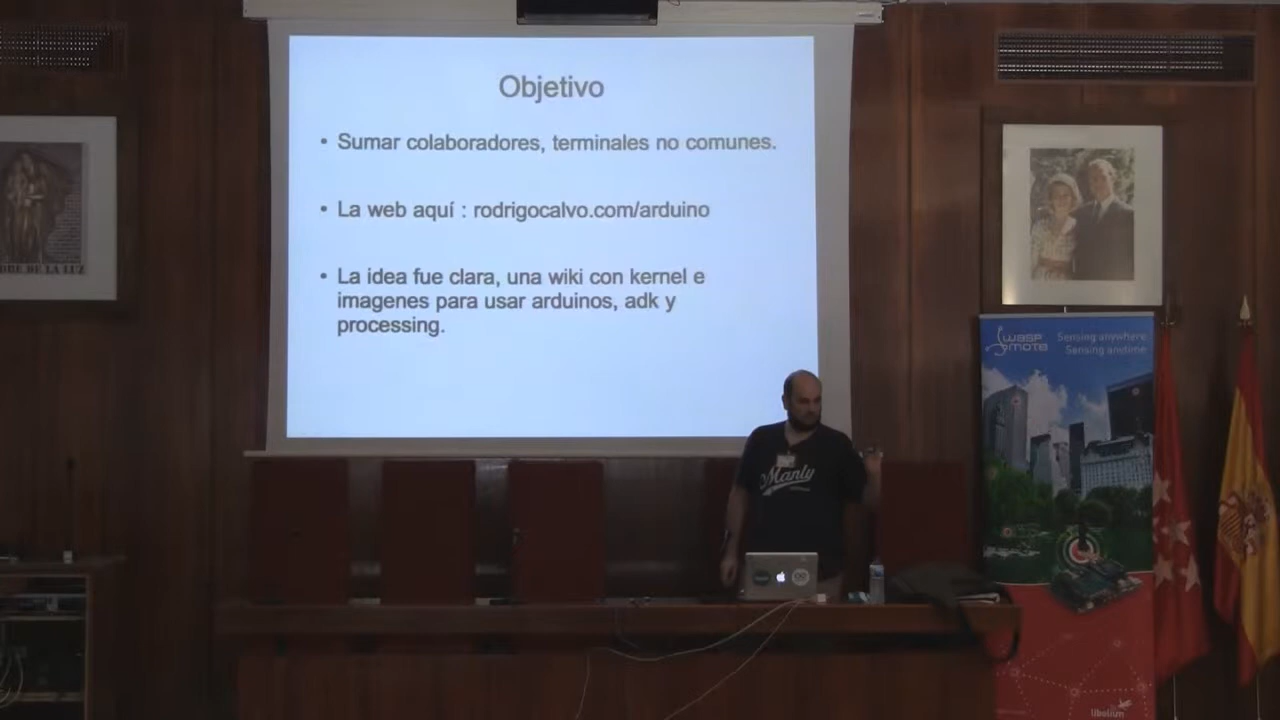 Objetivo
• Sumar colaboradores, terminales no comunes.
• La web aquí : rodrigocalvo.com/arduino
• La idea fue clara, una wiki con kernel e
imagenes para usar arduinos, adk y
processing.
DRE DE LA LUZ
wasp
mote
Sensing anywhere
Sensing anytime
Manly
libelium